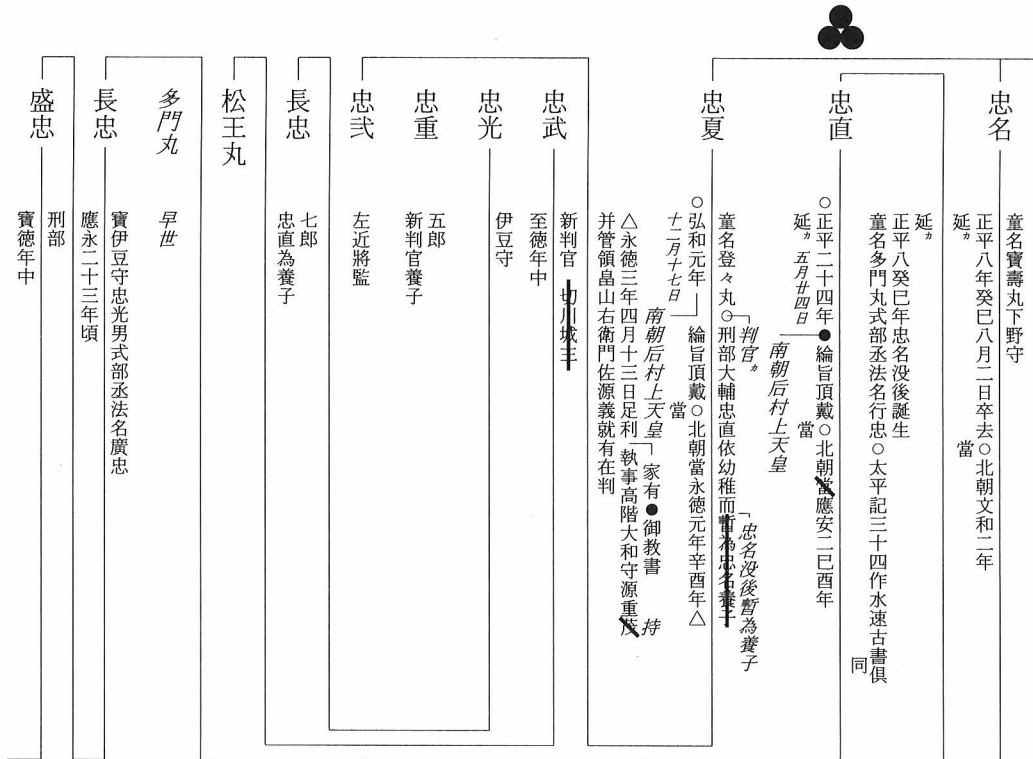 忠名
童名寶壽丸下野守
正平八年癸巳八月二日卒去○北朝文和二年
延ヵ
當
忠直
延ヵ
正平八癸巳年忠名没後誕生
童名多門丸式部丞法名行忠○太平記三十四作水速古書倶
同
○正平二十四年●綸旨頂戴○北朝當應安二巳酉年
延ヵ
五月廿四日
當
南朝后村上天皇
忠夏
童名登々丸○刑部大輔忠直依幼稚而暫為忠名養子
判官ヵ
忠名没後暫為養子
○弘和元年
綸旨頂戴○北朝當永徳元年辛酉年△
十二月十七日
當
南朝后村上天皇
家有●御教書
持
△永徳三年四月十三日足利
執事高階大和守源重茂
并管領畠山右衛門佐源義就有在判
忠武
新判官 切川城主
至徳年中
忠光
伊豆守
忠重
五郎
新判官養子
忠弐
左近將監
長忠
七郎
忠直為養子
松王丸
多門丸
早世
長忠
寶伊豆守忠光男式部丞法名廣忠
應永二十三年頃
盛忠
刑部
寶徳年中